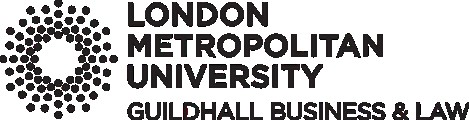 LONDON
METROPOLITAN
UNIVERSITY
GUILDHALL BUSINESS & LAW